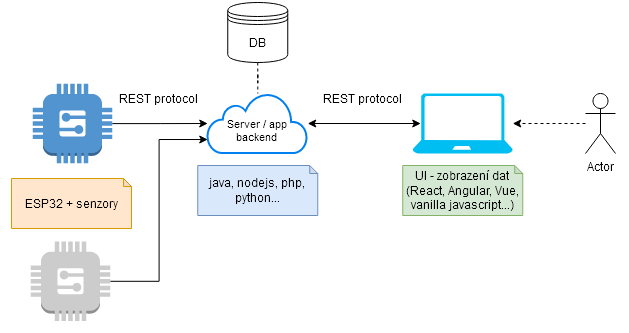 DB
REST protocol
REST protocol
Server / app
backend
ESP32 + senzory
java, nodejs, php,
python...
UI - zobrazení dat
(React, Angular, Vue,
vanilla javascript...)
Actor